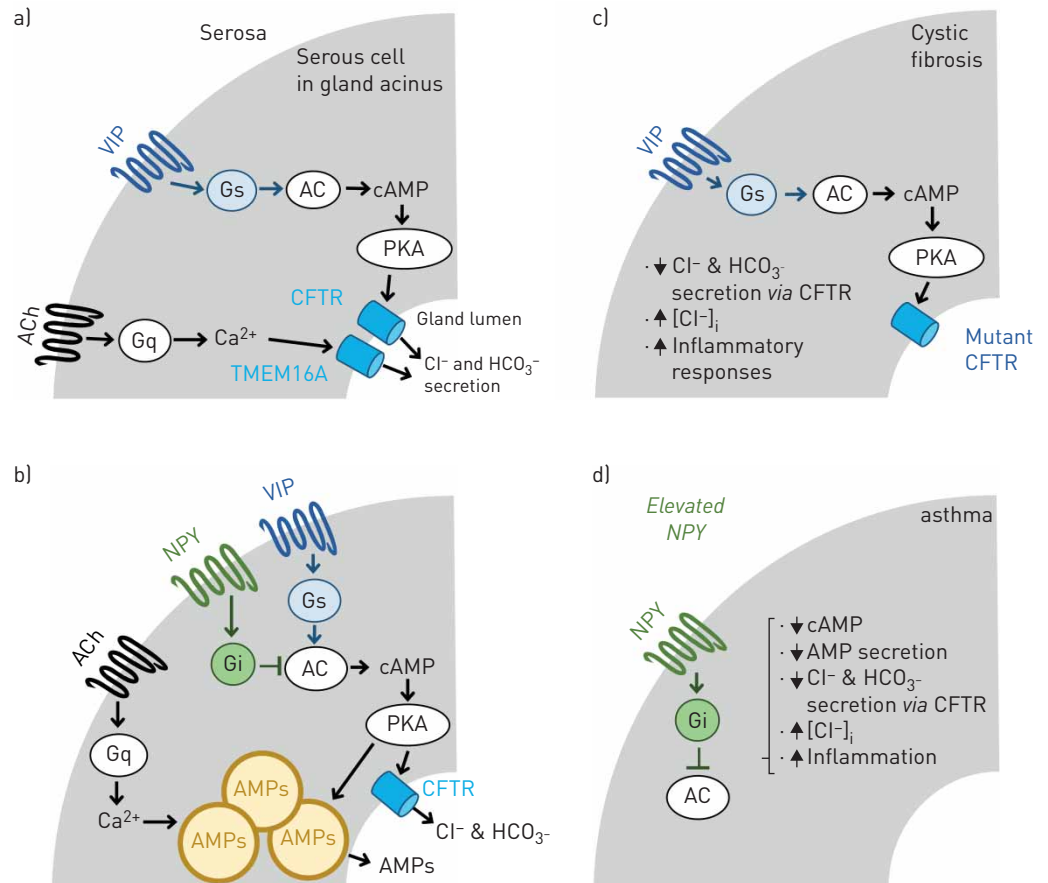 a)
Serosa
Serous cell
in gland acinus
VIP
Gs
AC
cAMP
PKA
CFTR
Gland lumen
ACh
Gq
Ca²⁺
TMEM16A
Cl⁻ and HCO₃⁻
secretion
c)
Cystic
fibrosis
VIP
Gs
AC
cAMP
PKA
· ↓ Cl⁻ & HCO₃-
secretion via CFTR
· ↑ [Cl⁻]ᵢ
· ↑ Inflammatory
responses
Mutant
CFTR
b)
VIP
NPY
ACh
Gs
Gi
AC
cAMP
PKA
Gq
Ca²⁺
AMPs
AMPs
AMPs
CFTR
Cl⁻ & HCO₃-
AMPs
d)
Elevated
NPY
asthma
NPY
Gi
AC
· ↓ cAMP
· ↓ AMP secretion
· ↓ Cl⁻ & HCO₃-
secretion via CFTR
· ↑ [Cl⁻]ᵢ
· ↑ Inflammation